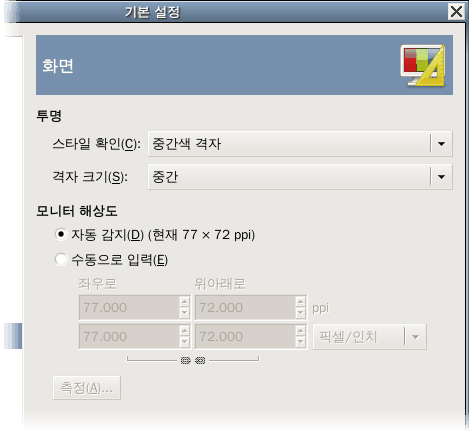 기본 설정
화면
투명
스타일 확인(C): 중간색 격자
격자 크기(S): 중간
모니터 해상도
자동 감지(D) (현재 77 × 72 ppi)
수동으로 입력(E)
좌우로 위아래로
77.000 72.000 ppi
77.000 72.000 픽셀/인치
측정(A)...